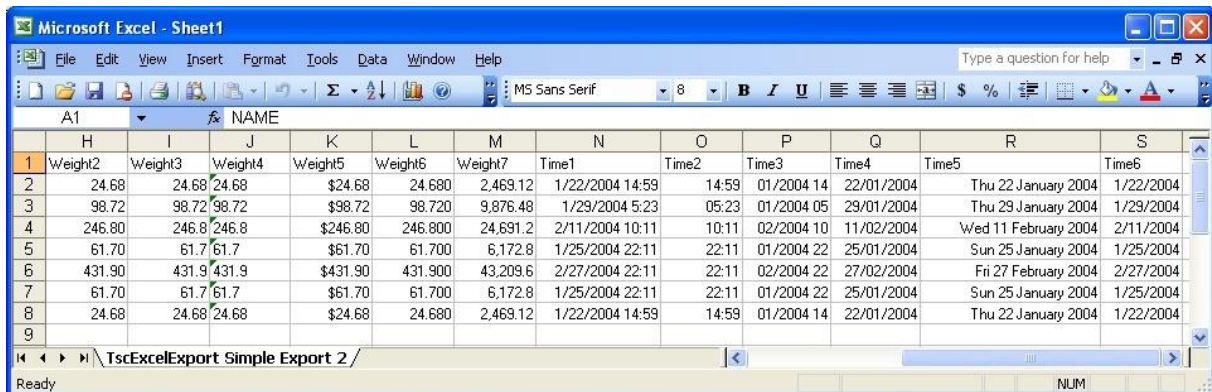 Microsoft Excel - Sheet1
File Edit View Insert Format Tools Data Window Help Type a question for help
MS Sans Serif 8 B I U $ %
A1 fx NAME
H I J K L M N O P Q R S
1 Weight2 Weight3 Weight4 Weight5 Weight6 Weight7 Time1 Time2 Time3 Time4 Time5 Time6
2 24.68 24.68 24.68 $24.68 24.680 2,469.12 1/22/2004 14:59 14:59 01/2004 14 22/01/2004 Thu 22 January 2004 1/22/2004
3 98.72 98.72 98.72 $98.72 98.720 9,876.48 1/29/2004 5:23 05:23 01/2004 05 29/01/2004 Thu 29 January 2004 1/29/2004
4 246.80 246.8 246.8 $246.80 246.800 24,691.2 2/11/2004 10:11 10:11 02/2004 10 11/02/2004 Wed 11 February 2004 2/11/2004
5 61.70 61.7 61.7 $61.70 61.700 6,172.8 1/25/2004 22:11 22:11 01/2004 22 25/01/2004 Sun 25 January 2004 1/25/2004
6 431.90 431.9 431.9 $431.90 431.900 43,209.6 2/27/2004 22:11 22:11 02/2004 22 27/02/2004 Fri 27 February 2004 2/27/2004
7 61.70 61.7 61.7 $61.70 61.700 6,172.8 1/25/2004 22:11 22:11 01/2004 22 25/01/2004 Sun 25 January 2004 1/25/2004
8 24.68 24.68 24.68 $24.68 24.680 2,469.12 1/22/2004 14:59 14:59 01/2004 14 22/01/2004 Thu 22 January 2004 1/22/2004
9
TscExcelExport Simple Export 2
Ready NUM